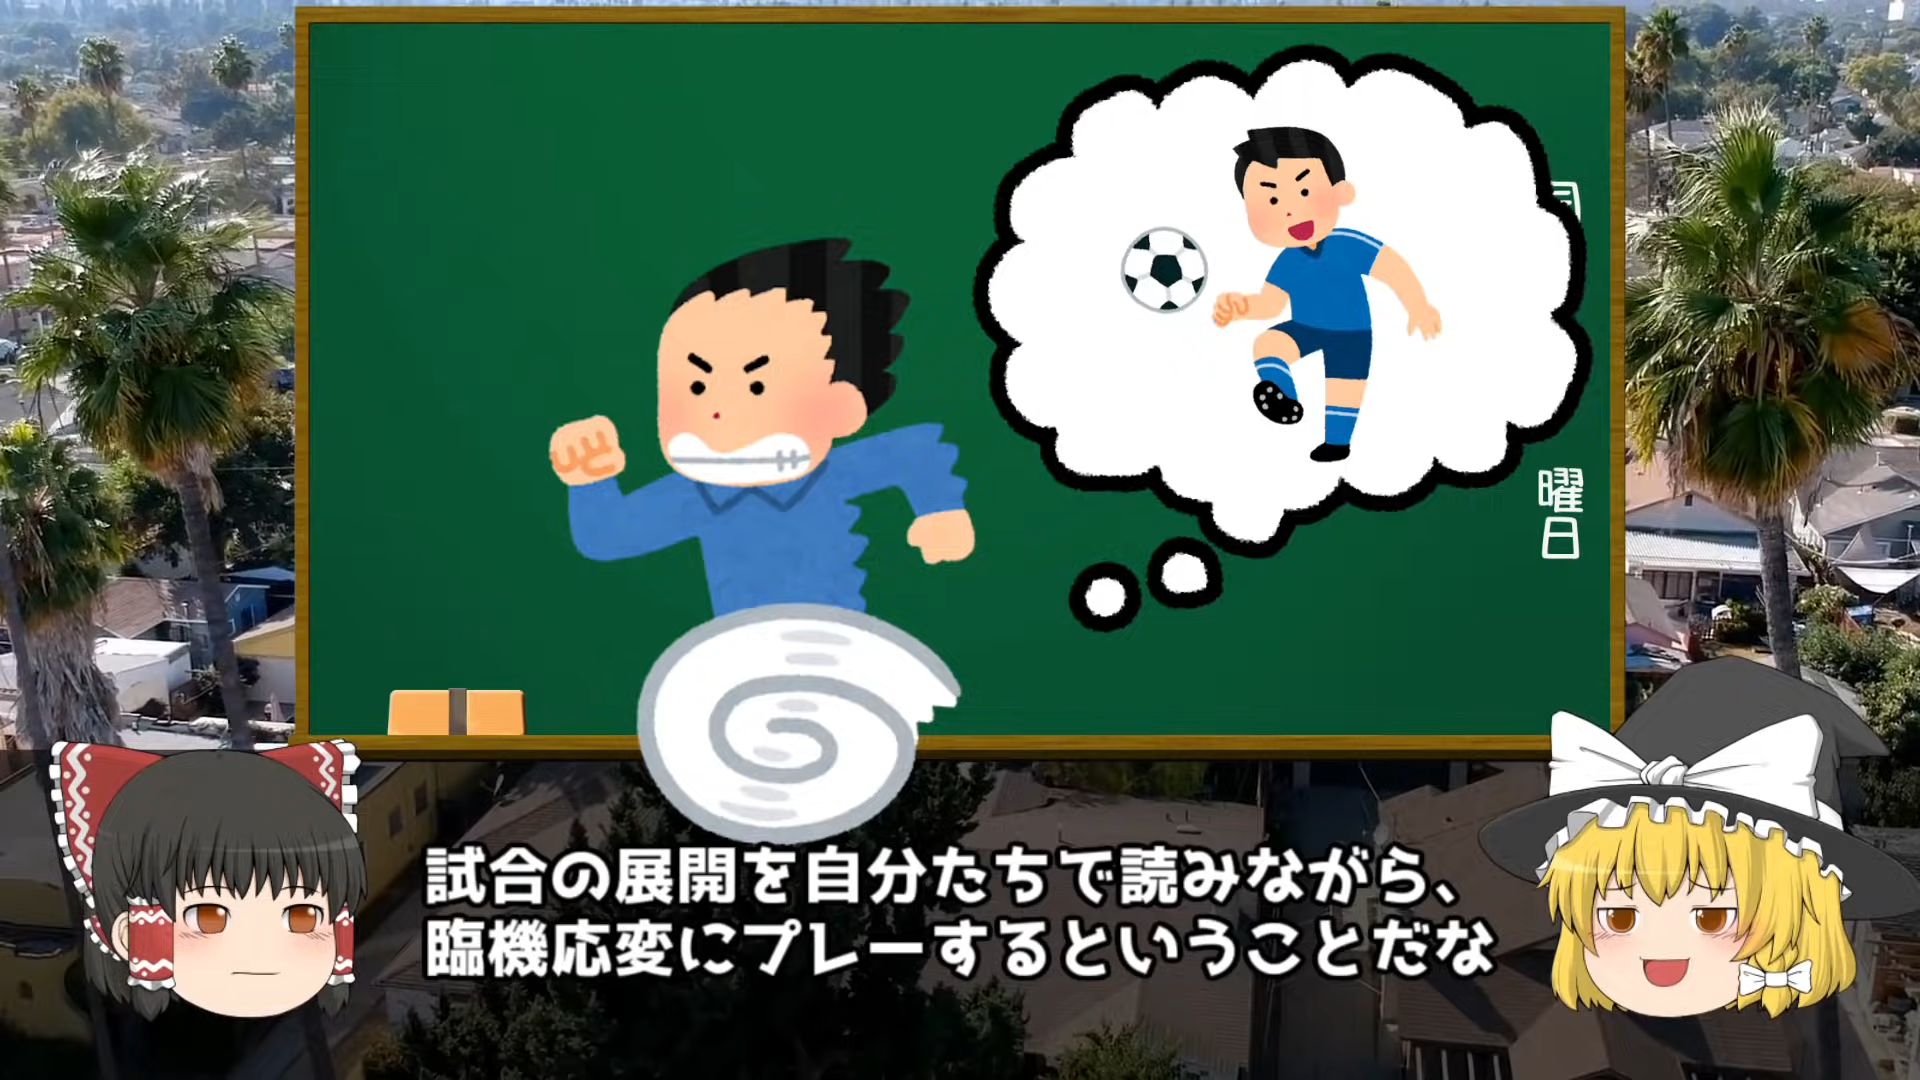 曜日
試合の展開を自分たちで読みながら、
臨機応変にプレーするということだな